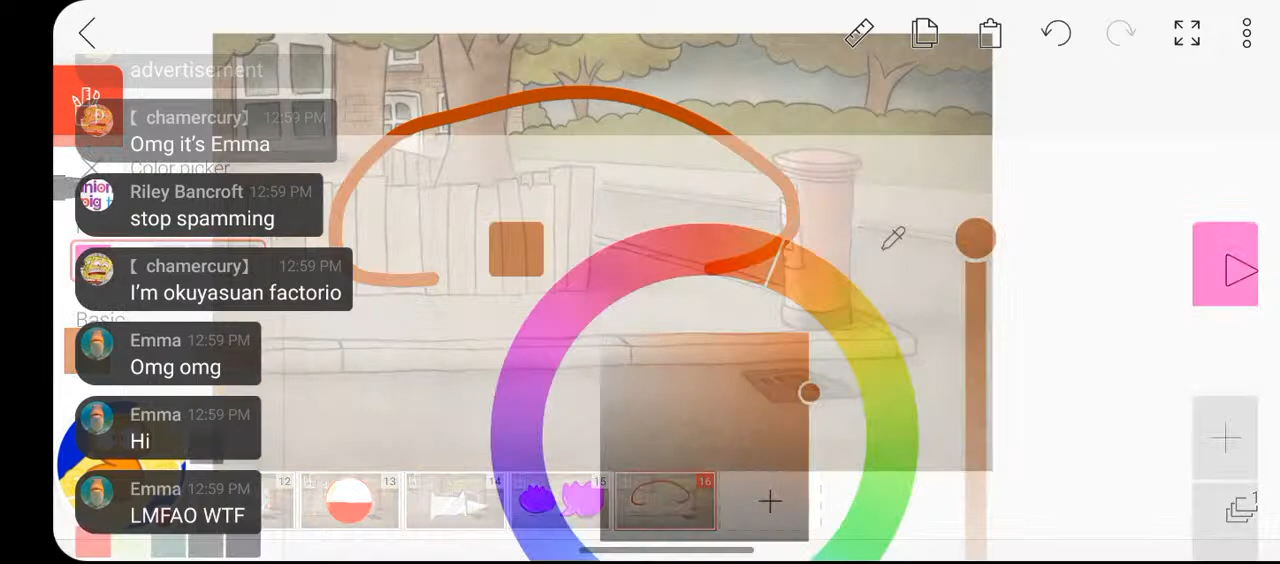 advertisement
【 chamercury】 12:59 PM
Omg it's Emma
Color picker
Riley Bancroft 12:59 PM
stop spamming
【 chamercury】 12:59 PM
I'm okuyasuan factorio
Basic
Emma 12:59 PM
Omg omg
Emma 12:59 PM
Hi
Emma 12:59 PM
LMFAO WTF
12
13
14
15
16
1